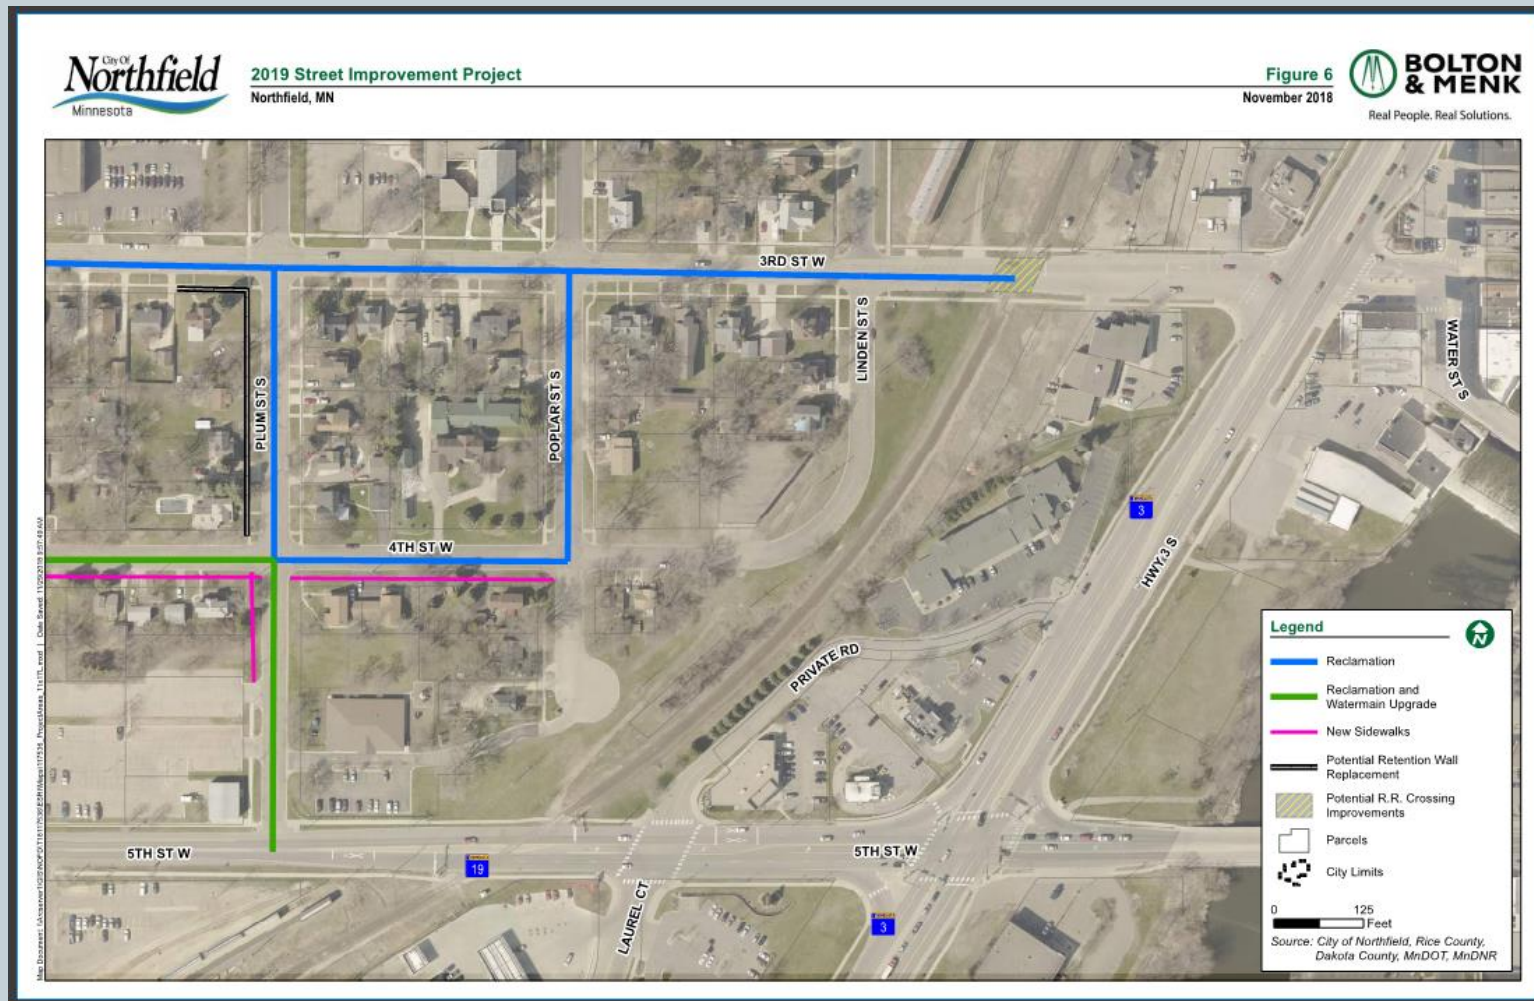 City Of
Northfield
Minnesota
2019 Street Improvement Project
Northfield, MN
Figure 6
November 2018
BOLTON
& MENK
Real People. Real Solutions.
3RD ST W
LINDEN ST S
WATER ST S
PLUM ST S
POPLAR ST S
3
4TH ST W
HWY 3 S
PRIVATE RD
5TH ST W
5TH ST W
19
LAUREL CT
3
Legend
N
Reclamation
Reclamation and
Watermain Upgrade
New Sidewalks
Potential Retention Wall
Replacement
Potential R.R. Crossing
Improvements
Parcels
City Limits
0 125
Feet
Source: City of Northfield, Rice County,
Dakota County, MnDOT, MnDNR